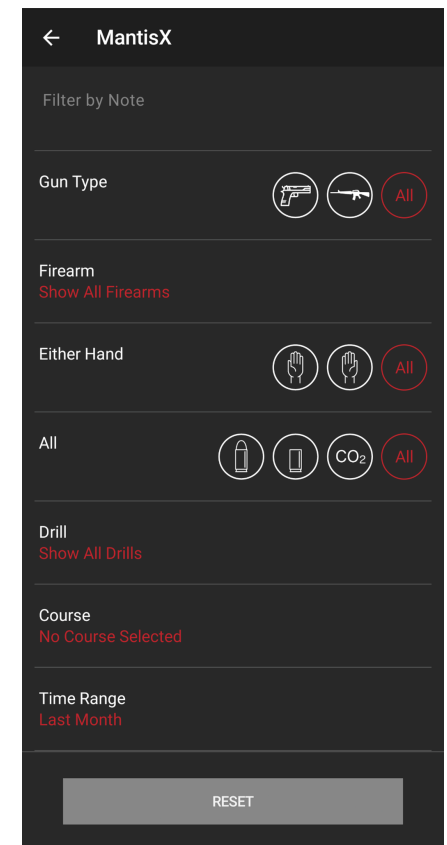 MantisX
Filter by Note
Gun Type
All
Firearm
Show All Firearms
Either Hand
All
All
CO₂
All
Drill
Show All Drills
Course
No Course Selected
Time Range
Last Month
RESET